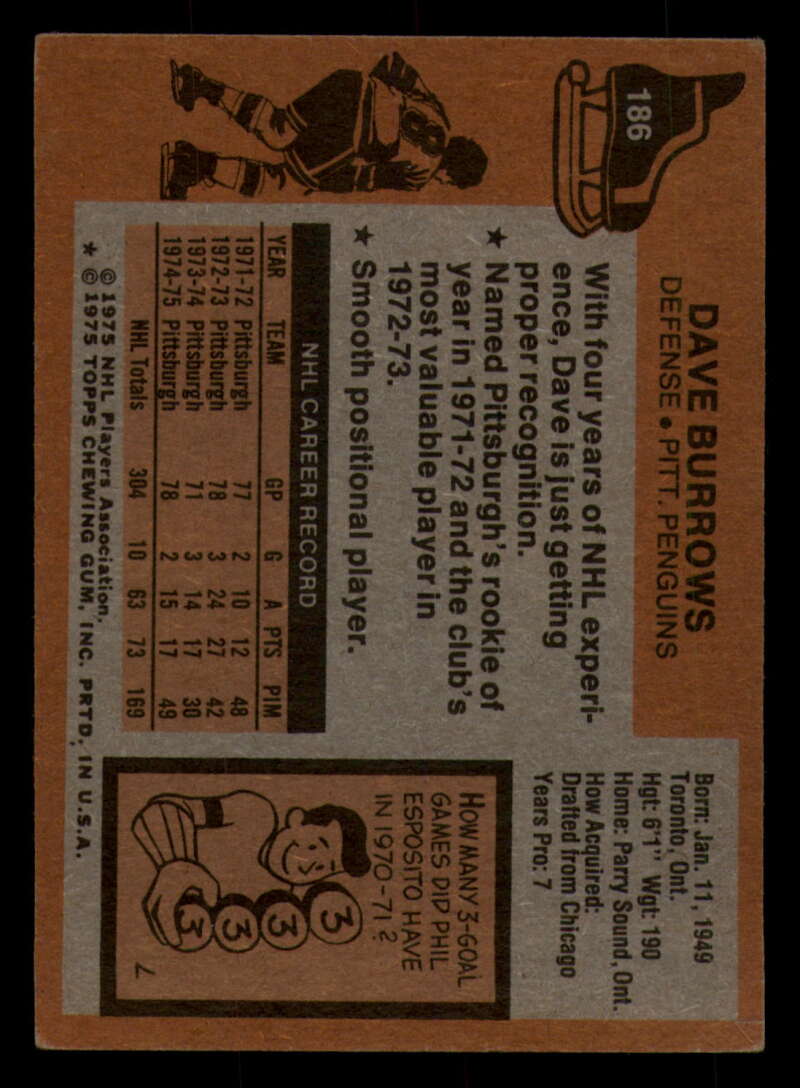 186
DAVE BURROWS
DEFENSE • PITT. PENGUINS
With four years of NHL experi-
ence, Dave is just getting
proper recognition.
★ Named Pittsburgh's rookie of
year in 1971-72 and the club's
most valuable player in
1972-73.
★ Smooth positional player.
Born: Jan. 11, 1949
Toronto, Ont.
Hgt: 6'1" Wgt: 190
Home: Parry Sound, Ont.
How Acquired:
Drafted from Chicago
Years Pro: 7
NHL CAREER RECORD
YEAR TEAM GP G A PTS PIM
1971-72 Pittsburgh 77 2 10 12 48
1972-73 Pittsburgh 78 3 24 27 42
1973-74 Pittsburgh 71 3 14 17 30
1974-75 Pittsburgh 78 2 15 17 49
NHL Totals 304 10 63 73 169
© 1975 NHL Players Association.
★ © 1975 TOPPS CHEWING GUM, INC. PRTD. IN U.S.A.
HOW MANY 3-GOAL
GAMES DID PHIL
ESPOSITO HAVE
IN 1970-71?
3
3
3
3
7
8